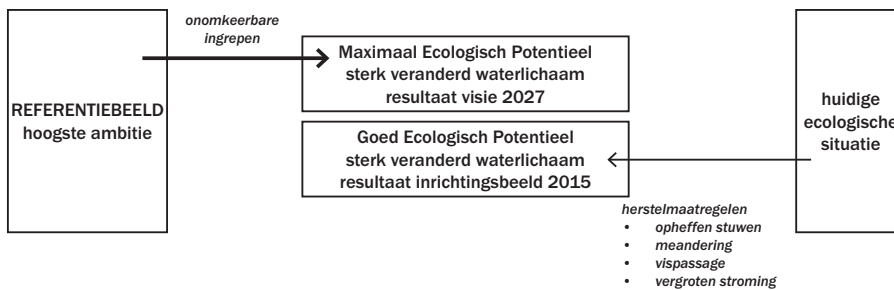 onomkeerbare
ingrepen
REFERENTIEBEELD
hoogste ambitie
Maximaal Ecologisch Potentieel
sterk veranderd waterlichaam
resultaat visie 2027
Goed Ecologisch Potentieel
sterk veranderd waterlichaam
resultaat inrichtingsbeeld 2015
huidige
ecologische
situatie
herstelmaatregelen
• opheffen stuwen
• meandering
• vispassage
• vergroten stroming